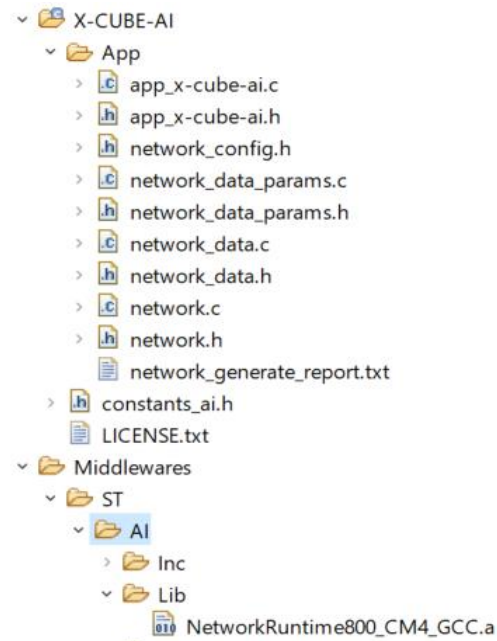 X-CUBE-AI
App
app_x-cube-ai.c
app_x-cube-ai.h
network_config.h
network_data_params.c
network_data_params.h
network_data.c
network_data.h
network.c
network.h
network_generate_report.txt
constants_ai.h
LICENSE.txt
Middlewares
ST
AI
Inc
Lib
NetworkRuntime800_CM4_GCC.a